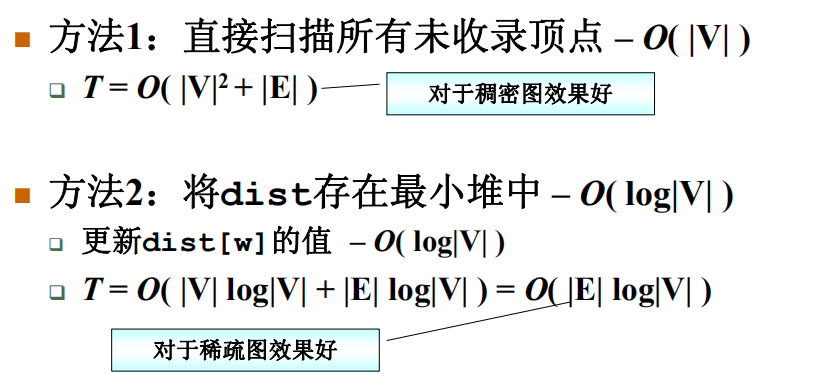 方法1：直接扫描所有未收录顶点 – O( |V| )
T = O( |V|² + |E| )
对于稠密图效果好
方法2：将dist存在最小堆中 – O( log|V| )
更新dist[w]的值 – O( log|V| )
T = O( |V| log|V| + |E| log|V| ) = O( |E| log|V| )
对于稀疏图效果好